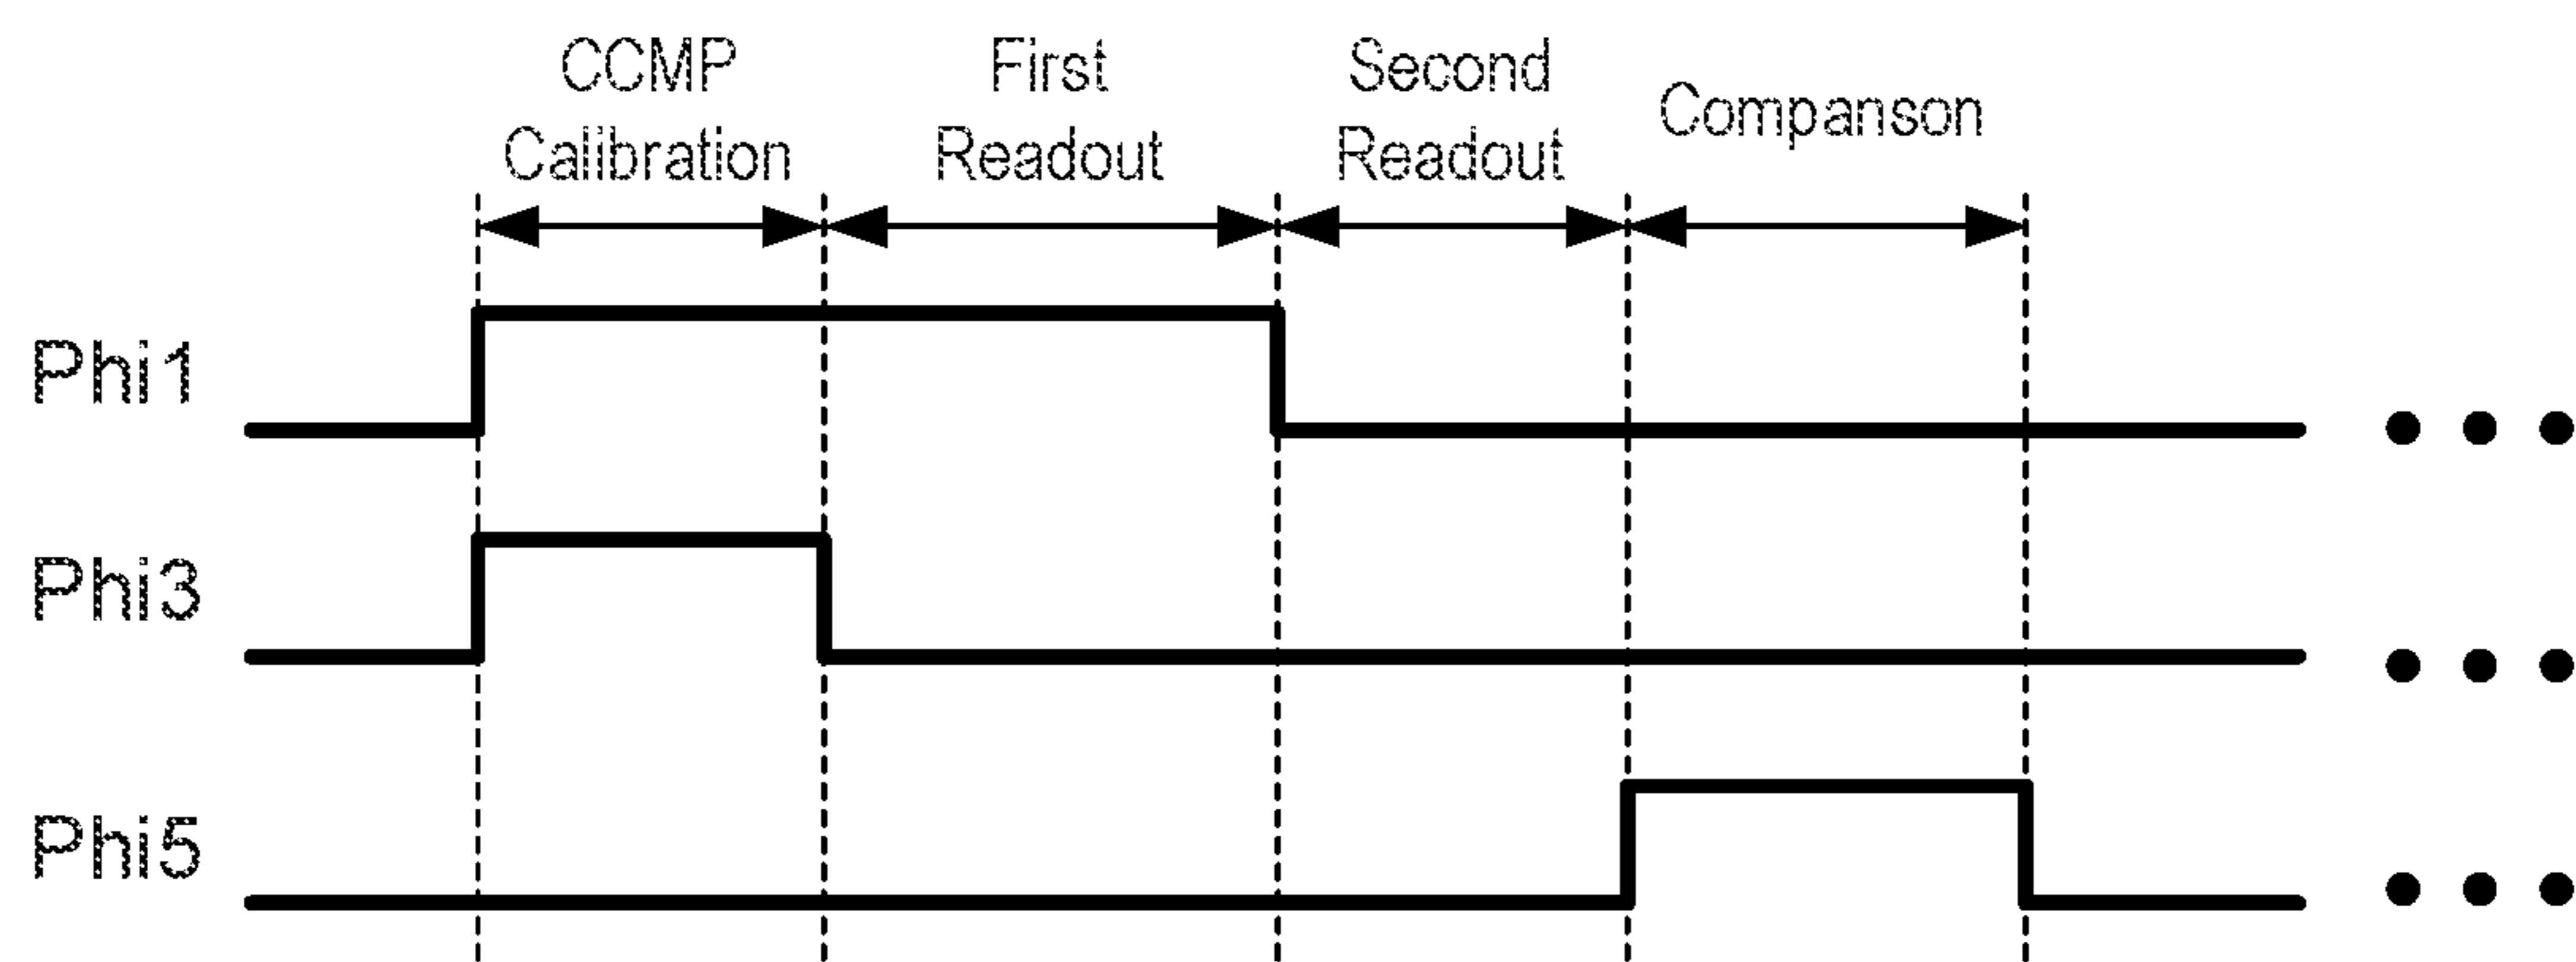 CCMP
Calibration
First
Readout
Second
Readout
Companson
Phi1
Phi3
Phi5